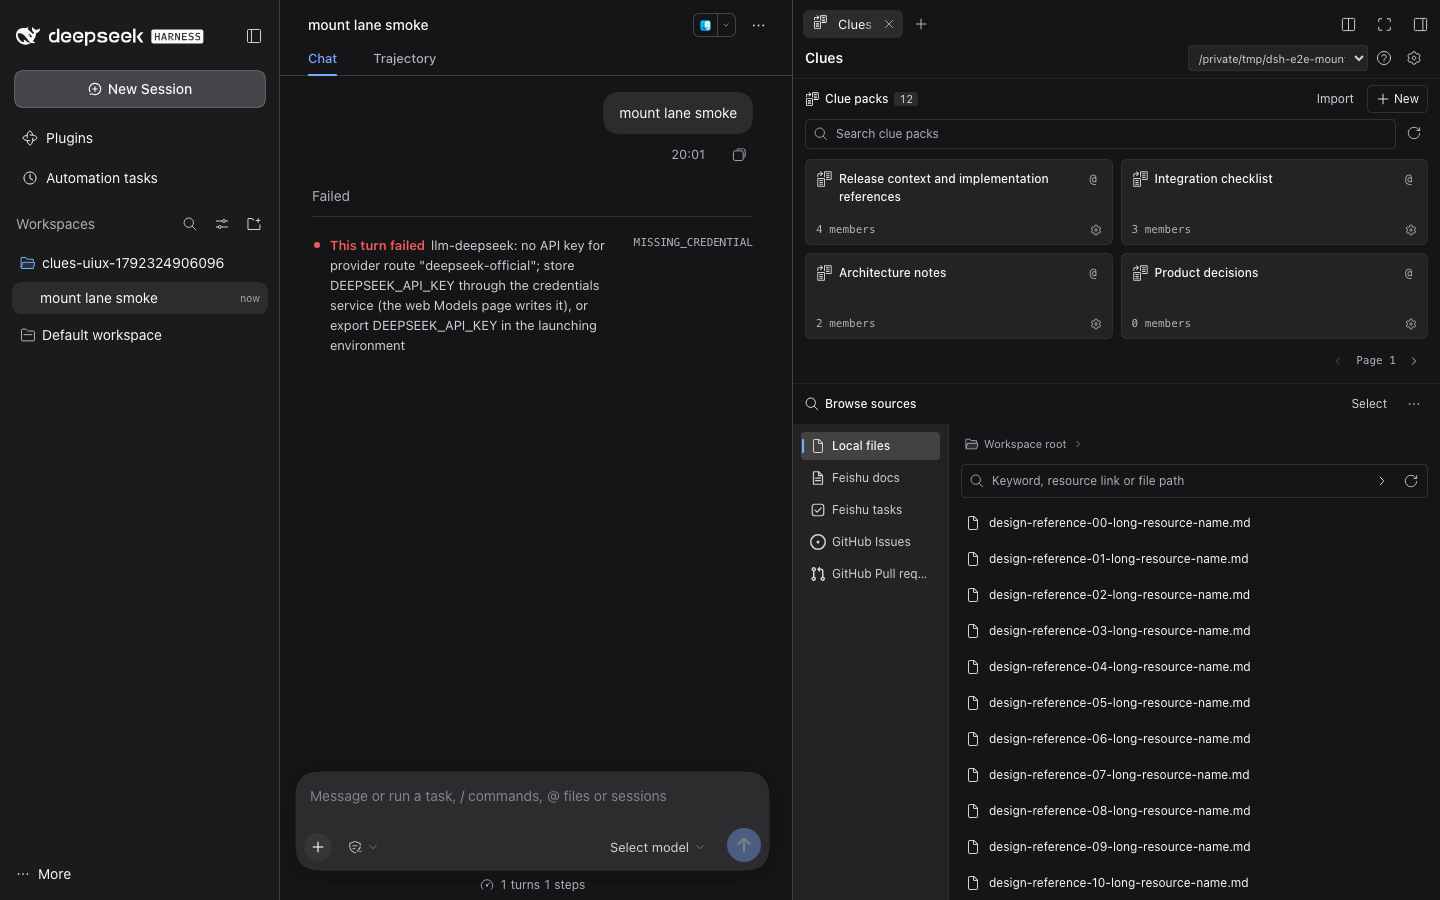 deepseek HARNESS
New Session
Plugins
Automation tasks
Workspaces
clues-uiux-1792324906096
mount lane smoke now
Default workspace
More
mount lane smoke
Chat Trajectory
mount lane smoke
20:01
Failed
This turn failed llm-deepseek: no API key for
provider route "deepseek-official"; store
DEEPSEEK_API_KEY through the credentials
service (the web Models page writes it), or
export DEEPSEEK_API_KEY in the launching
environment
MISSING_CREDENTIAL
Message or run a task, / commands, @ files or sessions
Select model
1 turns 1 steps
Clues
Clues
/private/tmp/dsh-e2e-moun
Clue packs 12
Import
New
Search clue packs
Release context and implementation
references
@
4 members
Integration checklist
@
3 members
Architecture notes
@
2 members
Product decisions
@
0 members
Page 1
Browse sources
Select
Local files
Feishu docs
Feishu tasks
GitHub Issues
GitHub Pull req...
Workspace root
Keyword, resource link or file path
design-reference-00-long-resource-name.md
design-reference-01-long-resource-name.md
design-reference-02-long-resource-name.md
design-reference-03-long-resource-name.md
design-reference-04-long-resource-name.md
design-reference-05-long-resource-name.md
design-reference-06-long-resource-name.md
design-reference-07-long-resource-name.md
design-reference-08-long-resource-name.md
design-reference-09-long-resource-name.md
design-reference-10-long-resource-name.md